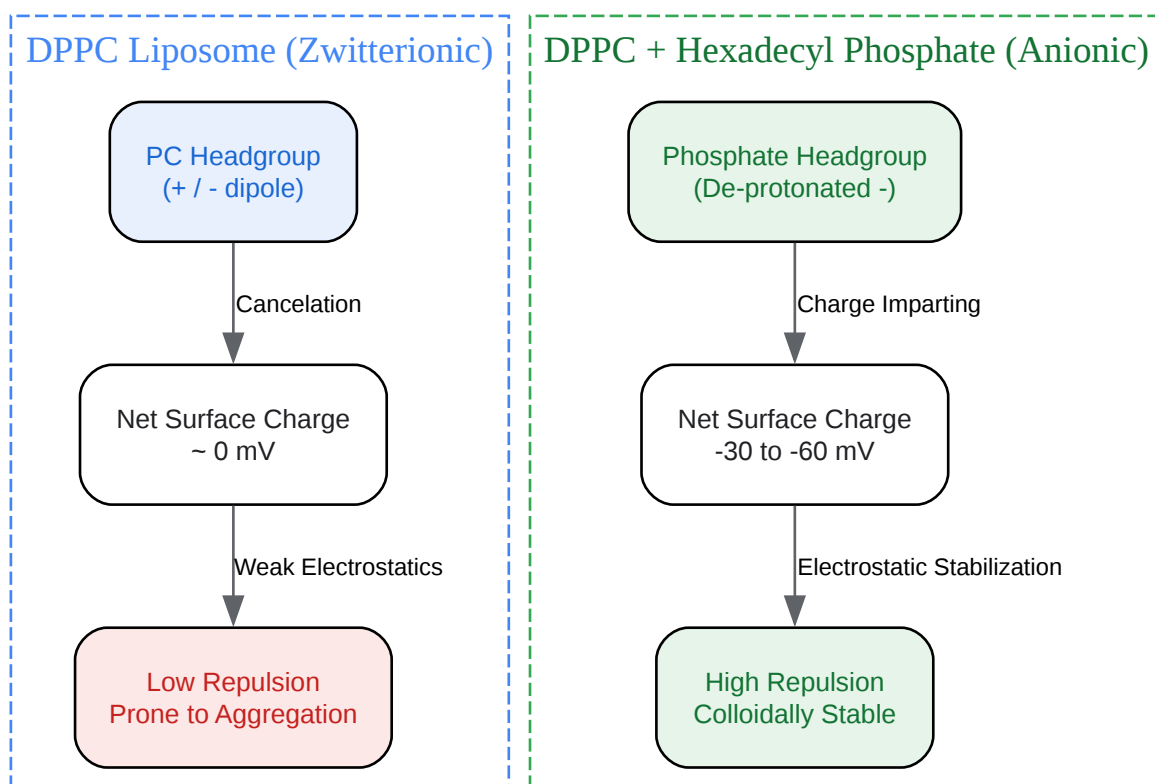 DPPC Liposome (Zwitterionic)
PC Headgroup
(+ / - dipole)
Cancelation
Net Surface Charge
~ 0 mV
Weak Electrostatics
Low Repulsion
Prone to Aggregation
DPPC + Hexadecyl Phosphate (Anionic)
Phosphate Headgroup
(De-protonated -)
Charge Imparting
Net Surface Charge
-30 to -60 mV
Electrostatic Stabilization
High Repulsion
Colloidally Stable